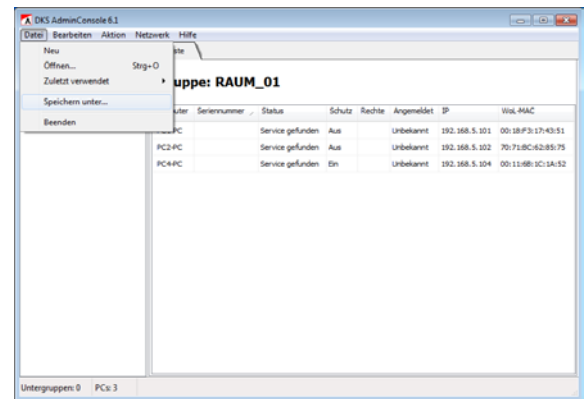 DKS AdminConsole 6.1
Datei Bearbeiten Aktion Netzwerk Hilfe
Neu
Öffnen... Strg+O
Zuletzt verwendet
Speichern unter...
Beenden
ste
uppe: RAUM_01
uter Seriennummer Status Schutz Rechte Angemeldet IP WoL-MAC
Service gefunden Aus Unbekannt 192.168.5.101 00:18:F3:17:43:51
PC2-PC Service gefunden Aus Unbekannt 192.168.5.102 70:71:BC:62:85:75
PC4-PC Service gefunden Ein Unbekannt 192.168.5.104 00:11:6B:1C:1A:52
Untergruppen: 0 PCs: 3